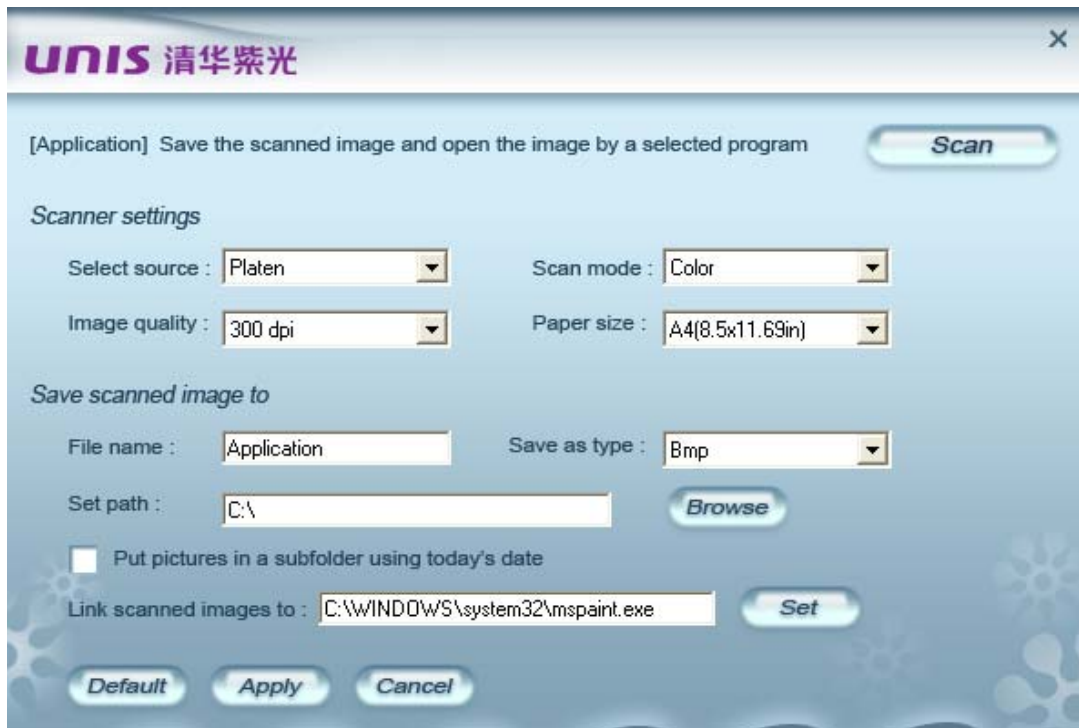 UNIS 清华紫光
[Application] Save the scanned image and open the image by a selected program
Scan
Scanner settings
Select source : Platen
Scan mode : Color
Image quality : 300 dpi
Paper size : A4(8.5x11.69in)
Save scanned image to
File name : Application
Save as type : Bmp
Set path : C:\
Browse
Put pictures in a subfolder using today's date
Link scanned images to : C:\WINDOWS\system32\mspaint.exe
Set
Default Apply Cancel